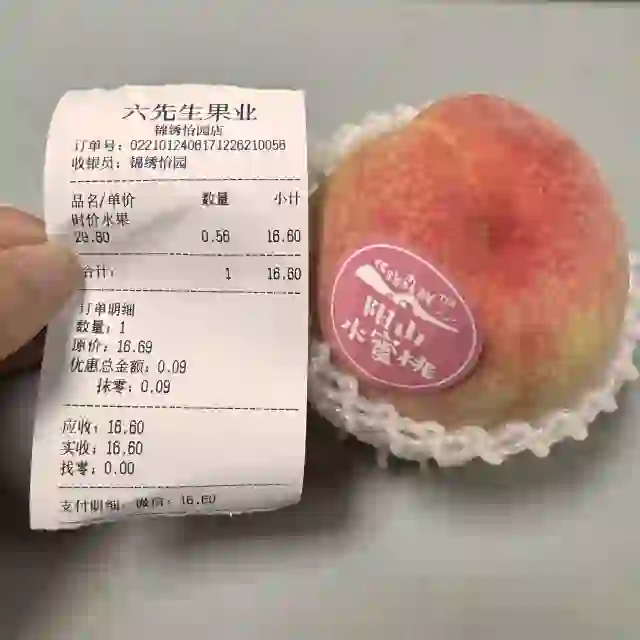 六先生果业
锦绣怡园店
订单号: 0221012406171226210056
收银员: 锦绣怡园
品名/单价 数量 小计
时价水果
29.80 0.56 16.60
合计: 1 16.60
订单明细
数量: 1
原价: 16.69
优惠总金额: 0.09
抹零: 0.09
应收: 16.60
实收: 16.60
找零: 0.00
支付明细: 微信: 16.60
阳山
水蜜桃